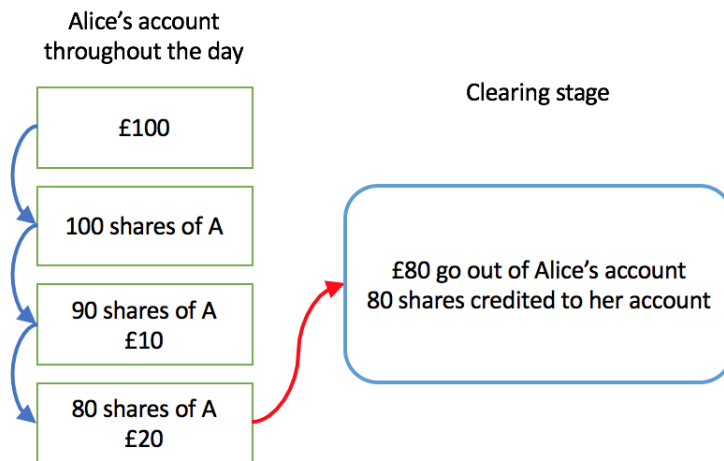 Alice’s account
throughout the day
£100
100 shares of A
90 shares of A
£10
80 shares of A
£20
Clearing stage
£80 go out of Alice’s account
80 shares credited to her account